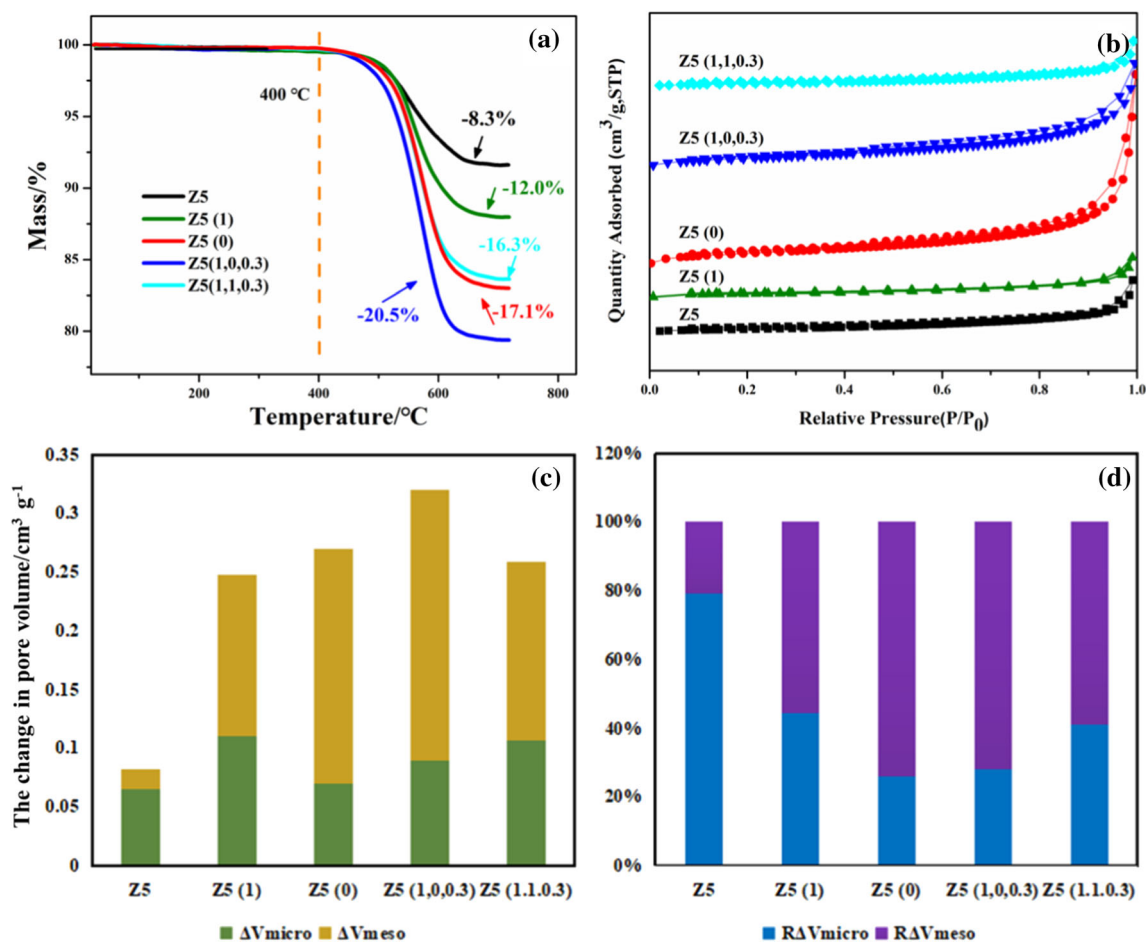 (a)
100
95
90
85
80
Mass/%
400 °C
-8.3%
-12.0%
-16.3%
-17.1%
-20.5%
Z5
Z5 (1)
Z5 (0)
Z5(1,0,0.3)
Z5(1,1,0.3)
0
200
400
600
800
Temperature/°C
(b)
Quantity Adsorbed (cm³/g,STP)
Z5 (1,1,0.3)
Z5 (1,0,0.3)
Z5 (0)
Z5 (1)
Z5
0.0
0.2
0.4
0.6
0.8
1.0
Relative Pressure(P/P₀)
(c)
The change in pore volume/cm³ g⁻¹
0.35
0.3
0.25
0.2
0.15
0.1
0.05
0
Z5
Z5 (1)
Z5 (0)
Z5 (1,0,0.3)
Z5 (1.1.0.3)
ΔVmicro
ΔVmeso
(d)
120%
100%
80%
60%
40%
20%
0%
Z5
Z5 (1)
Z5 (0)
Z5 (1,0,0.3)
Z5 (1.1.0.3)
RΔVmicro
RΔVmeso